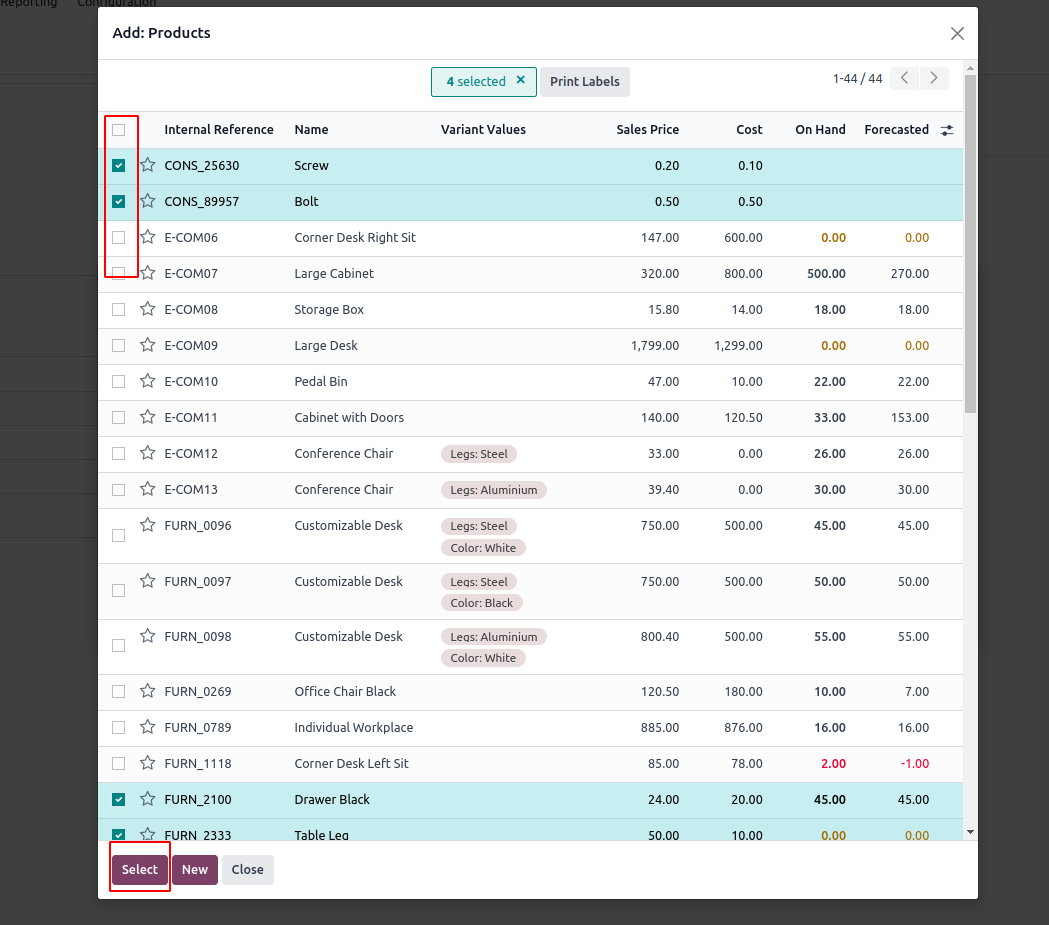 Reporting Configuration
Add: Products
4 selected × Print Labels 1-44 / 44
Internal Reference Name Variant Values Sales Price Cost On Hand Forecasted
CONS_25630 Screw 0.20 0.10
CONS_89957 Bolt 0.50 0.50
E-COM06 Corner Desk Right Sit 147.00 600.00 0.00 0.00
E-COM07 Large Cabinet 320.00 800.00 500.00 270.00
E-COM08 Storage Box 15.80 14.00 18.00 18.00
E-COM09 Large Desk 1,799.00 1,299.00 0.00 0.00
E-COM10 Pedal Bin 47.00 10.00 22.00 22.00
E-COM11 Cabinet with Doors 140.00 120.50 33.00 153.00
E-COM12 Conference Chair Legs: Steel 33.00 0.00 26.00 26.00
E-COM13 Conference Chair Legs: Aluminium 39.40 0.00 30.00 30.00
FURN_0096 Customizable Desk Legs: Steel 750.00 500.00 45.00 45.00
Color: White
FURN_0097 Customizable Desk Legs: Steel 750.00 500.00 50.00 50.00
Color: Black
FURN_0098 Customizable Desk Legs: Aluminium 800.40 500.00 55.00 55.00
Color: White
FURN_0269 Office Chair Black 120.50 180.00 10.00 7.00
FURN_0789 Individual Workplace 885.00 876.00 16.00 16.00
FURN_1118 Corner Desk Left Sit 85.00 78.00 2.00 -1.00
FURN_2100 Drawer Black 24.00 20.00 45.00 45.00
FURN_2333 Table Leg 50.00 10.00 0.00 0.00
Select New Close